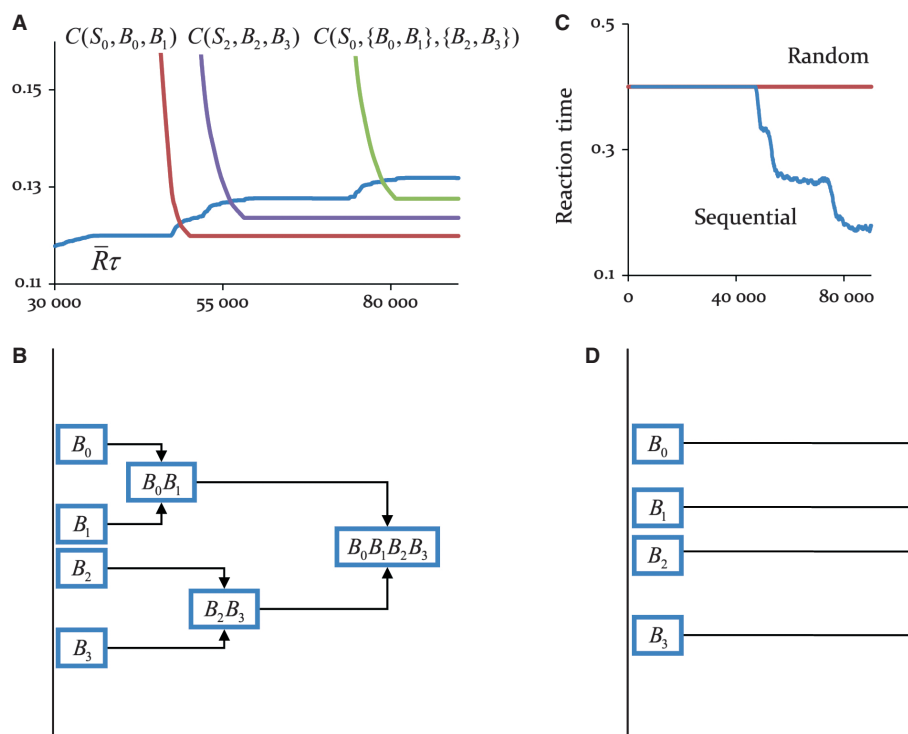 A
C(S₀, B₀, B₁) C(S₂, B₂, B₃) C(S₀, {B₀, B₁}, {B₂, B₃})
0.15
0.13
0.11
R̅τ
30 000 55 000 80 000
C
0.5
0.3
0.1
Reaction time
Random
Sequential
0 40 000 80 000
B
B₀
B₀B₁
B₁
B₂
B₂B₃
B₃
B₀B₁B₂B₃
D
B₀
B₁
B₂
B₃